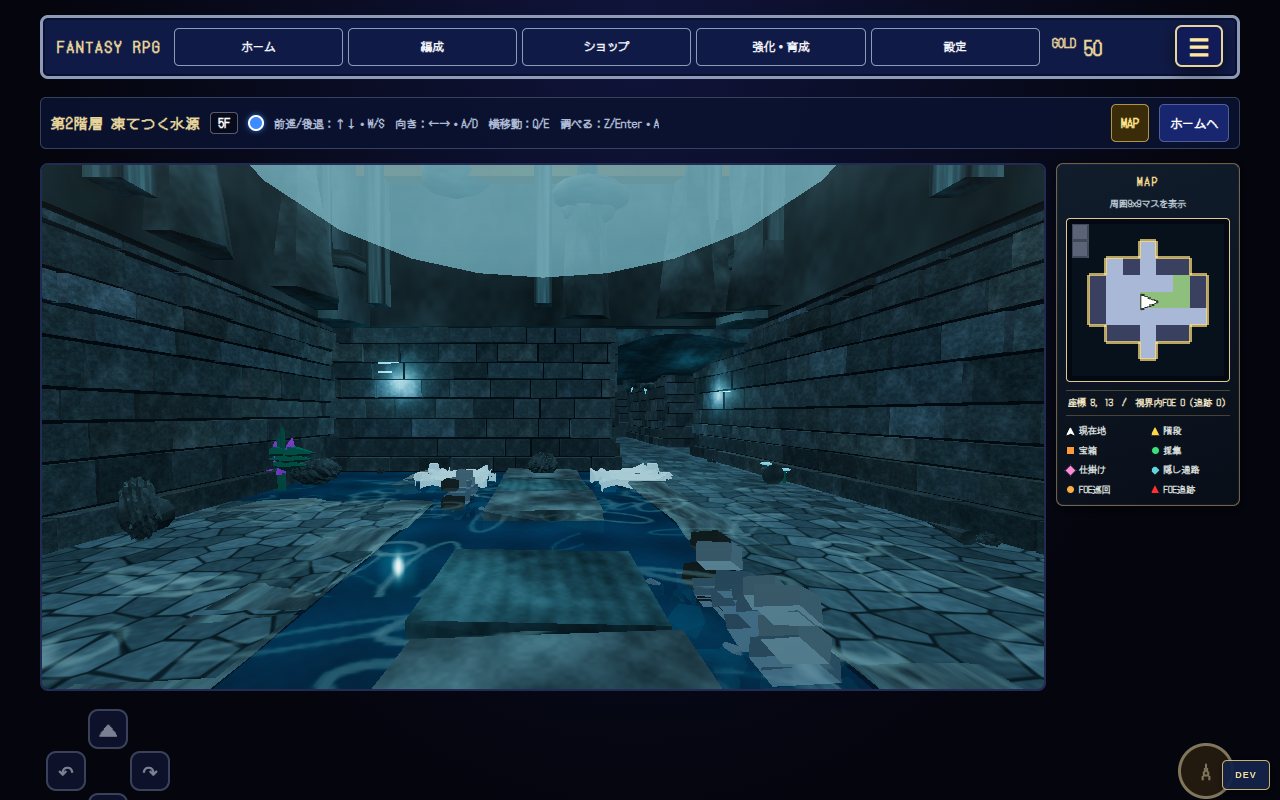 FANTASY RPG
ホーム
編成
ショップ
強化・育成
設定
GOLD 50
第2階層 凍てつく水源
5F
前進/後退：↑↓・W/S 向き：←→・A/D 横移動：Q/E 調べる：Z/Enter・A
MAP
ホームへ
MAP
周囲9x9マスを表示
座標 8, 13 / 視界内FOE 0 (追跡 0)
現在地
階段
宝箱
採集
仕掛け
隠し通路
FOE巡回
FOE追跡
A
DEV